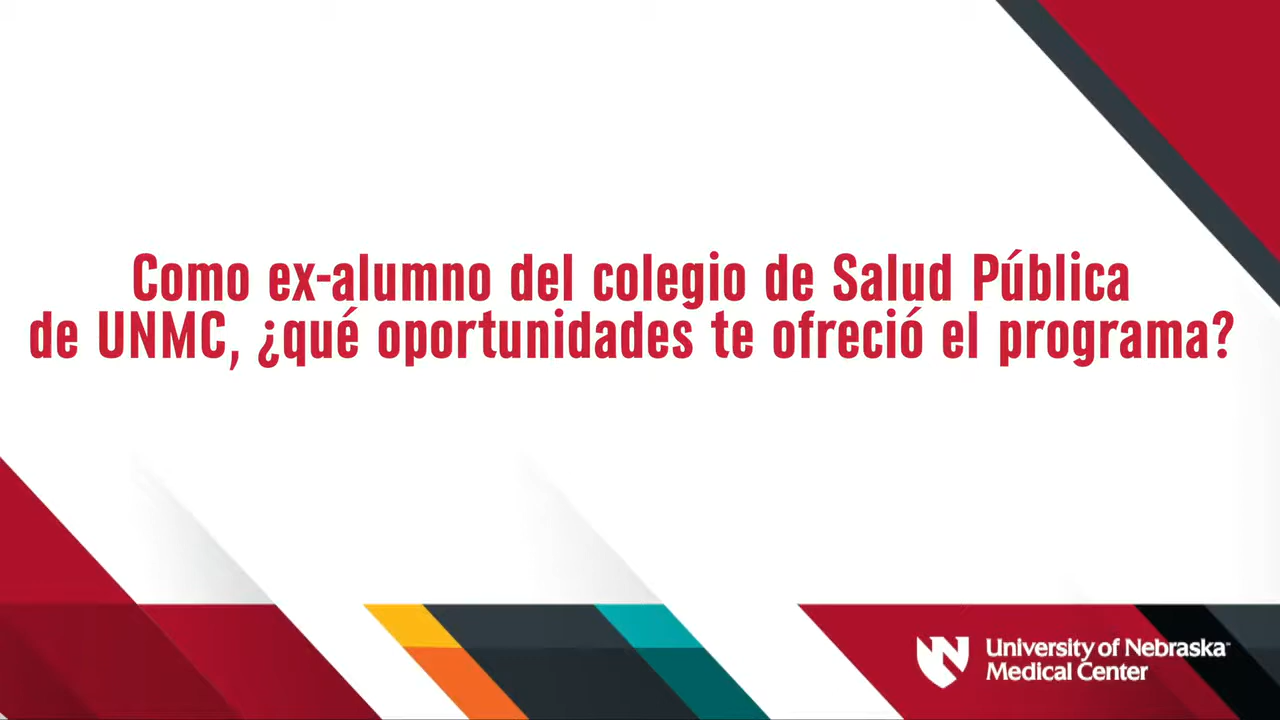 Como ex-alumno del colegio de Salud Pública
de UNMC, ¿qué oportunidades te ofreció el programa?
University of Nebraska
Medical Center